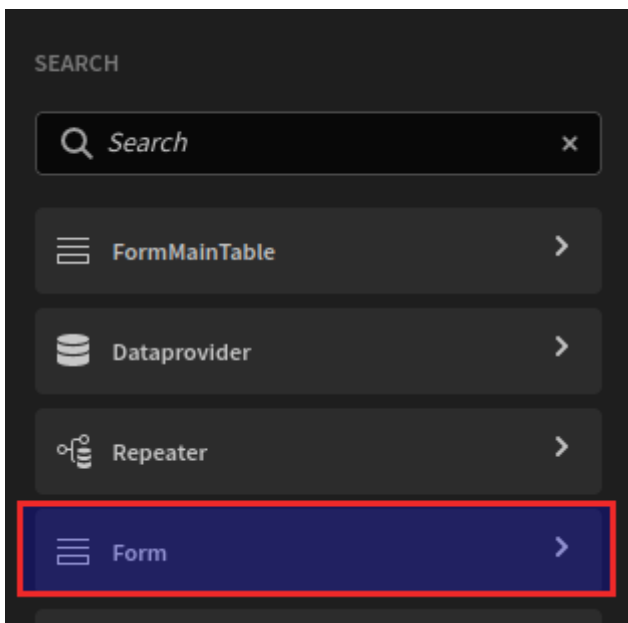 SEARCH
Search
FormMainTable
Dataprovider
Repeater
Form